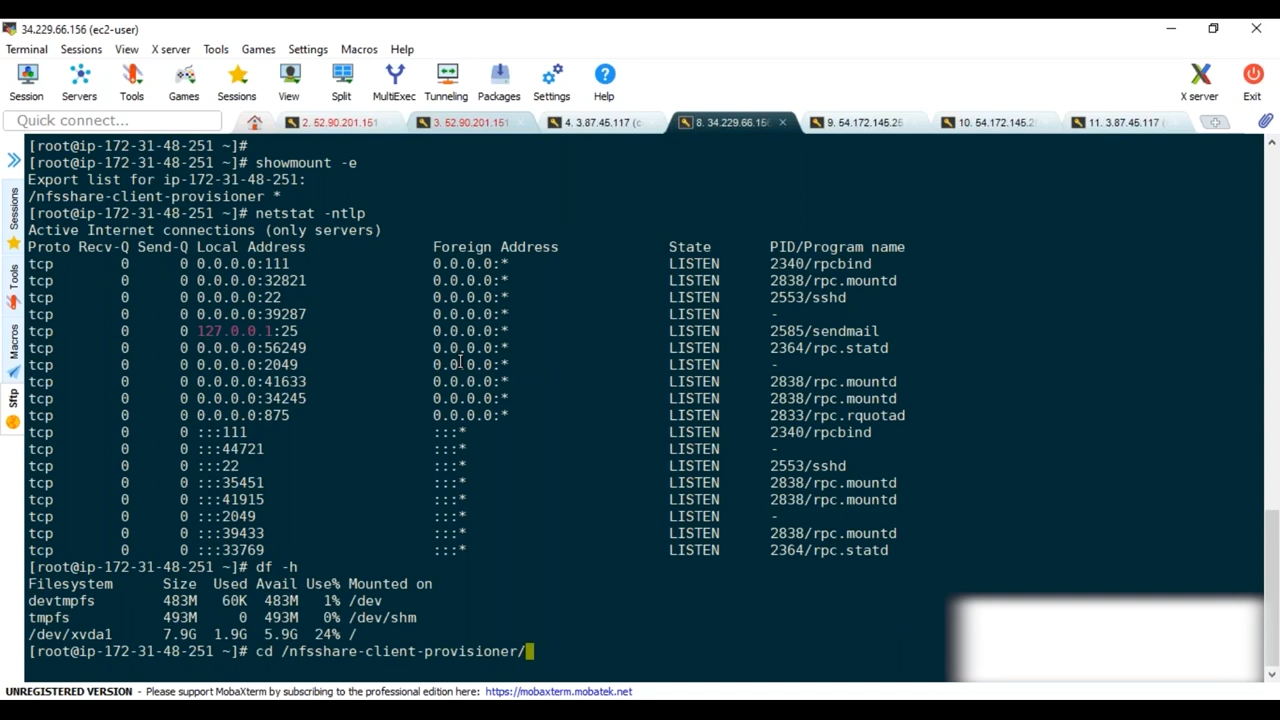 34.229.66.156 (ec2-user)
Terminal Sessions View X server Tools Games Settings Macros Help
Session Servers Tools Games Sessions View Split MultiExec Tunneling Packages Settings Help X server Exit
Quick connect... 2. 52.90.201.151 3. 52.90.201.151 4. 3.87.45.117 (c 8. 34.229.66.156 9. 54.172.145.25 10. 54.172.145.2 11. 3.87.45.117 (
Sessions
Tools
Macros
Sftp
[root@ip-172-31-48-251 ~]#
[root@ip-172-31-48-251 ~]# showmount -e
Export list for ip-172-31-48-251:
/nfsshare-client-provisioner *
[root@ip-172-31-48-251 ~]# netstat -ntlp
Active Internet connections (only servers)
Proto Recv-Q Send-Q Local Address Foreign Address State PID/Program name
tcp 0 0 0.0.0.0:111 0.0.0.0:* LISTEN 2340/rpcbind
tcp 0 0 0.0.0.0:32821 0.0.0.0:* LISTEN 2838/rpc.mountd
tcp 0 0 0.0.0.0:22 0.0.0.0:* LISTEN 2553/sshd
tcp 0 0 0.0.0.0:39287 0.0.0.0:* LISTEN -
tcp 0 0 127.0.0.1:25 0.0.0.0:* LISTEN 2585/sendmail
tcp 0 0 0.0.0.0:56249 0.0.0.0:* LISTEN 2364/rpc.statd
tcp 0 0 0.0.0.0:2049 0.0.0.0:* LISTEN -
tcp 0 0 0.0.0.0:41633 0.0.0.0:* LISTEN 2838/rpc.mountd
tcp 0 0 0.0.0.0:34245 0.0.0.0:* LISTEN 2838/rpc.mountd
tcp 0 0 0.0.0.0:875 0.0.0.0:* LISTEN 2833/rpc.rquotad
tcp 0 0 :::111 :::* LISTEN 2340/rpcbind
tcp 0 0 :::44721 :::* LISTEN -
tcp 0 0 :::22 :::* LISTEN 2553/sshd
tcp 0 0 :::35451 :::* LISTEN 2838/rpc.mountd
tcp 0 0 :::41915 :::* LISTEN 2838/rpc.mountd
tcp 0 0 :::2049 :::* LISTEN -
tcp 0 0 :::39433 :::* LISTEN 2838/rpc.mountd
tcp 0 0 :::33769 :::* LISTEN 2364/rpc.statd
[root@ip-172-31-48-251 ~]# df -h
Filesystem Size Used Avail Use% Mounted on
devtmpfs 483M 60K 483M 1% /dev
tmpfs 493M 0 493M 0% /dev/shm
/dev/xvda1 7.9G 1.9G 5.9G 24% /
[root@ip-172-31-48-251 ~]# cd /nfsshare-client-provisioner/
UNREGISTERED VERSION - Please support MobaXterm by subscribing to the professional edition here: https://mobaxterm.mobatek.net